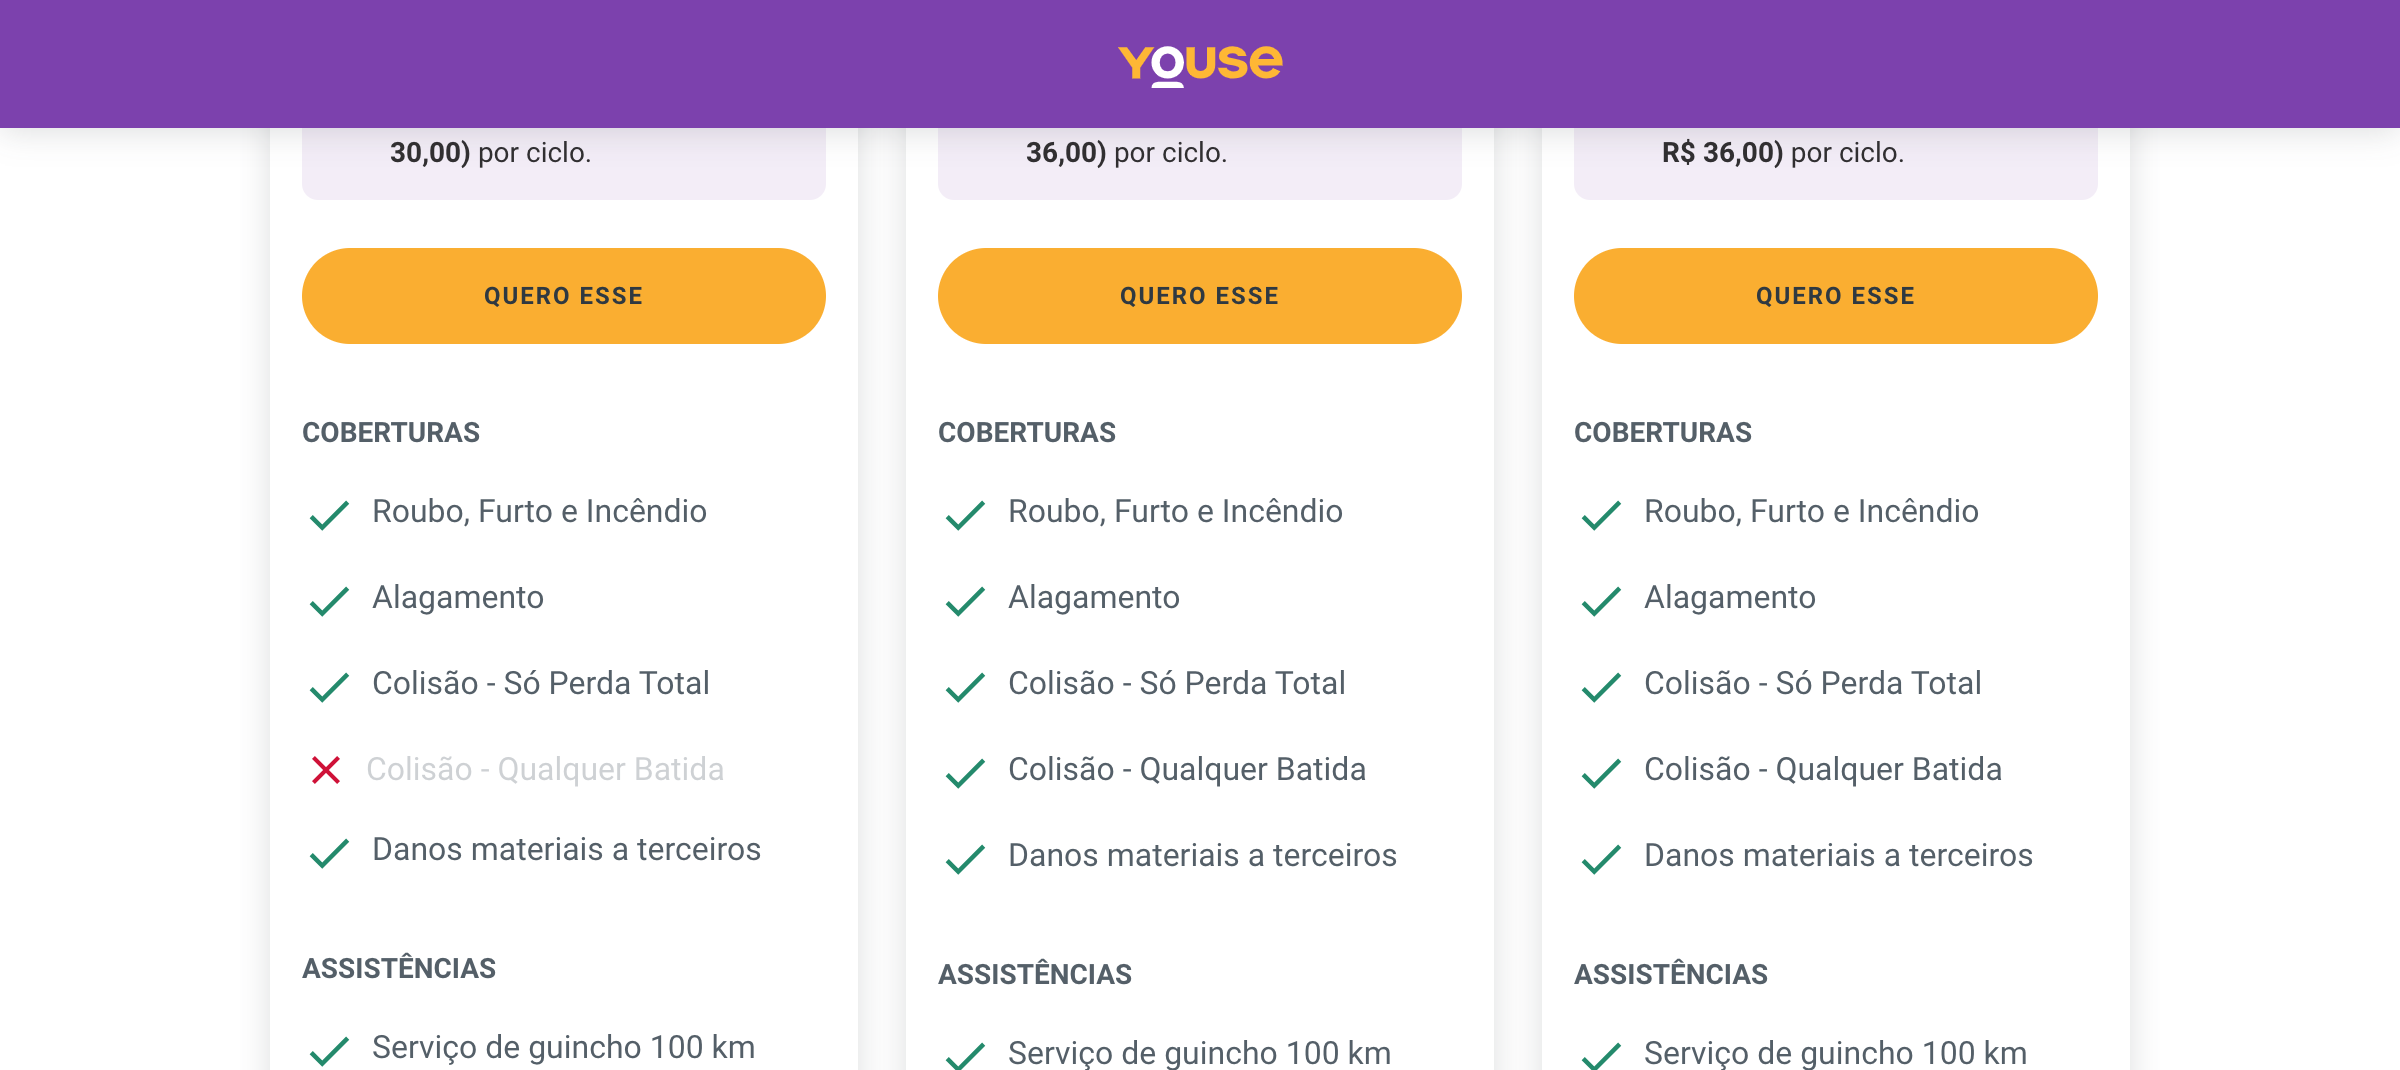 YOUSE
30,00) por ciclo.
QUERO ESSE
COBERTURAS
Roubo, Furto e Incêndio
Alagamento
Colisão - Só Perda Total
Colisão - Qualquer Batida
Danos materiais a terceiros
ASSISTÊNCIAS
Serviço de guincho 100 km
36,00) por ciclo.
QUERO ESSE
COBERTURAS
Roubo, Furto e Incêndio
Alagamento
Colisão - Só Perda Total
Colisão - Qualquer Batida
Danos materiais a terceiros
ASSISTÊNCIAS
Serviço de guincho 100 km
R$ 36,00) por ciclo.
QUERO ESSE
COBERTURAS
Roubo, Furto e Incêndio
Alagamento
Colisão - Só Perda Total
Colisão - Qualquer Batida
Danos materiais a terceiros
ASSISTÊNCIAS
Serviço de guincho 100 km